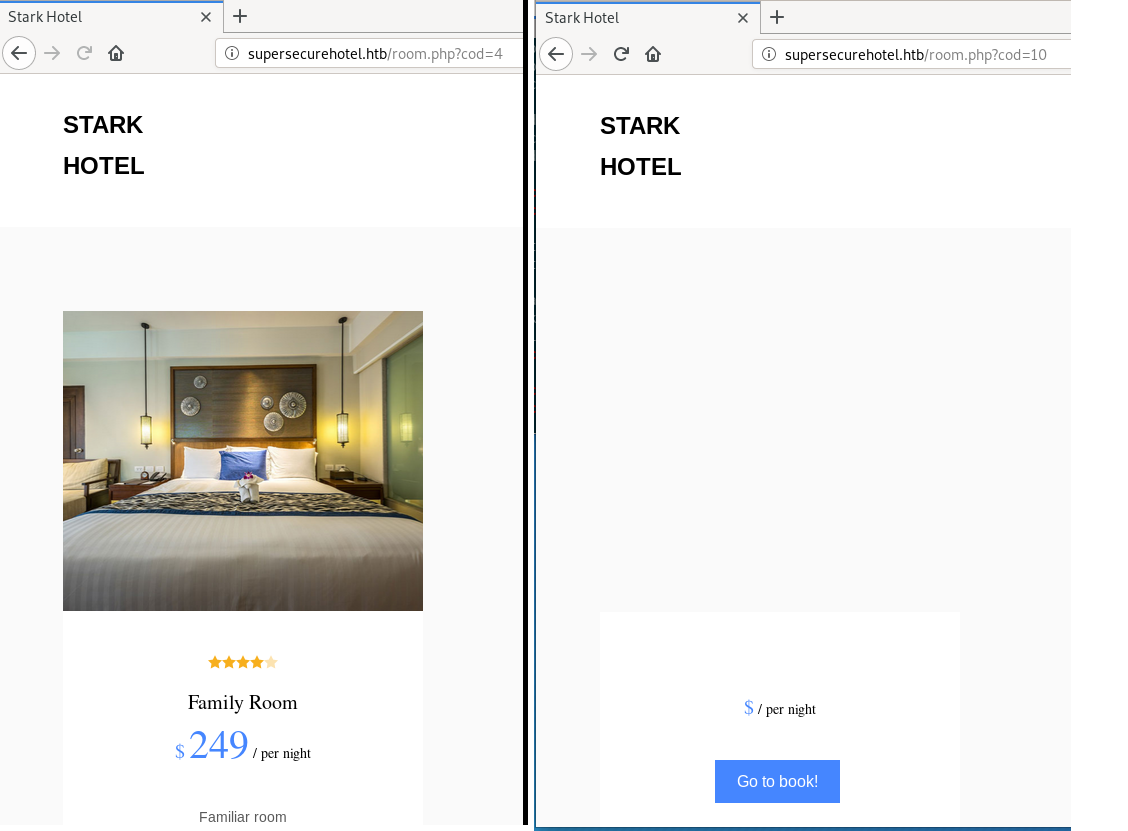 Stark Hotel
supersecurehotel.htb/room.php?cod=4
STARK
HOTEL
Family Room
$ 249 / per night
Familiar room
Stark Hotel
supersecurehotel.htb/room.php?cod=10
STARK
HOTEL
$ / per night
Go to book!